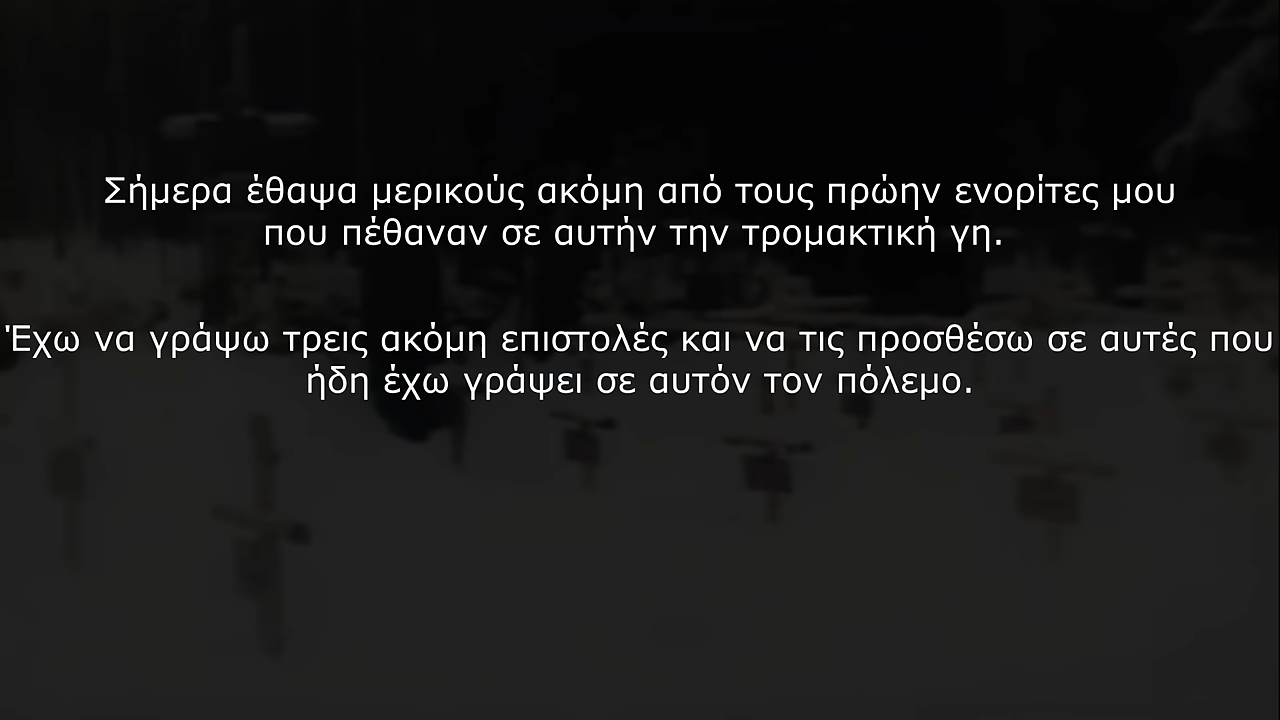 Σήμερα έθαψα μερικούς ακόμη από τους πρώην ενορίτες μου
που πέθαναν σε αυτήν την τρομακτική γη.
Έχω να γράψω τρεις ακόμη επιστολές και να τις προσθέσω σε αυτές που
ήδη έχω γράψει σε αυτόν τον πόλεμο.